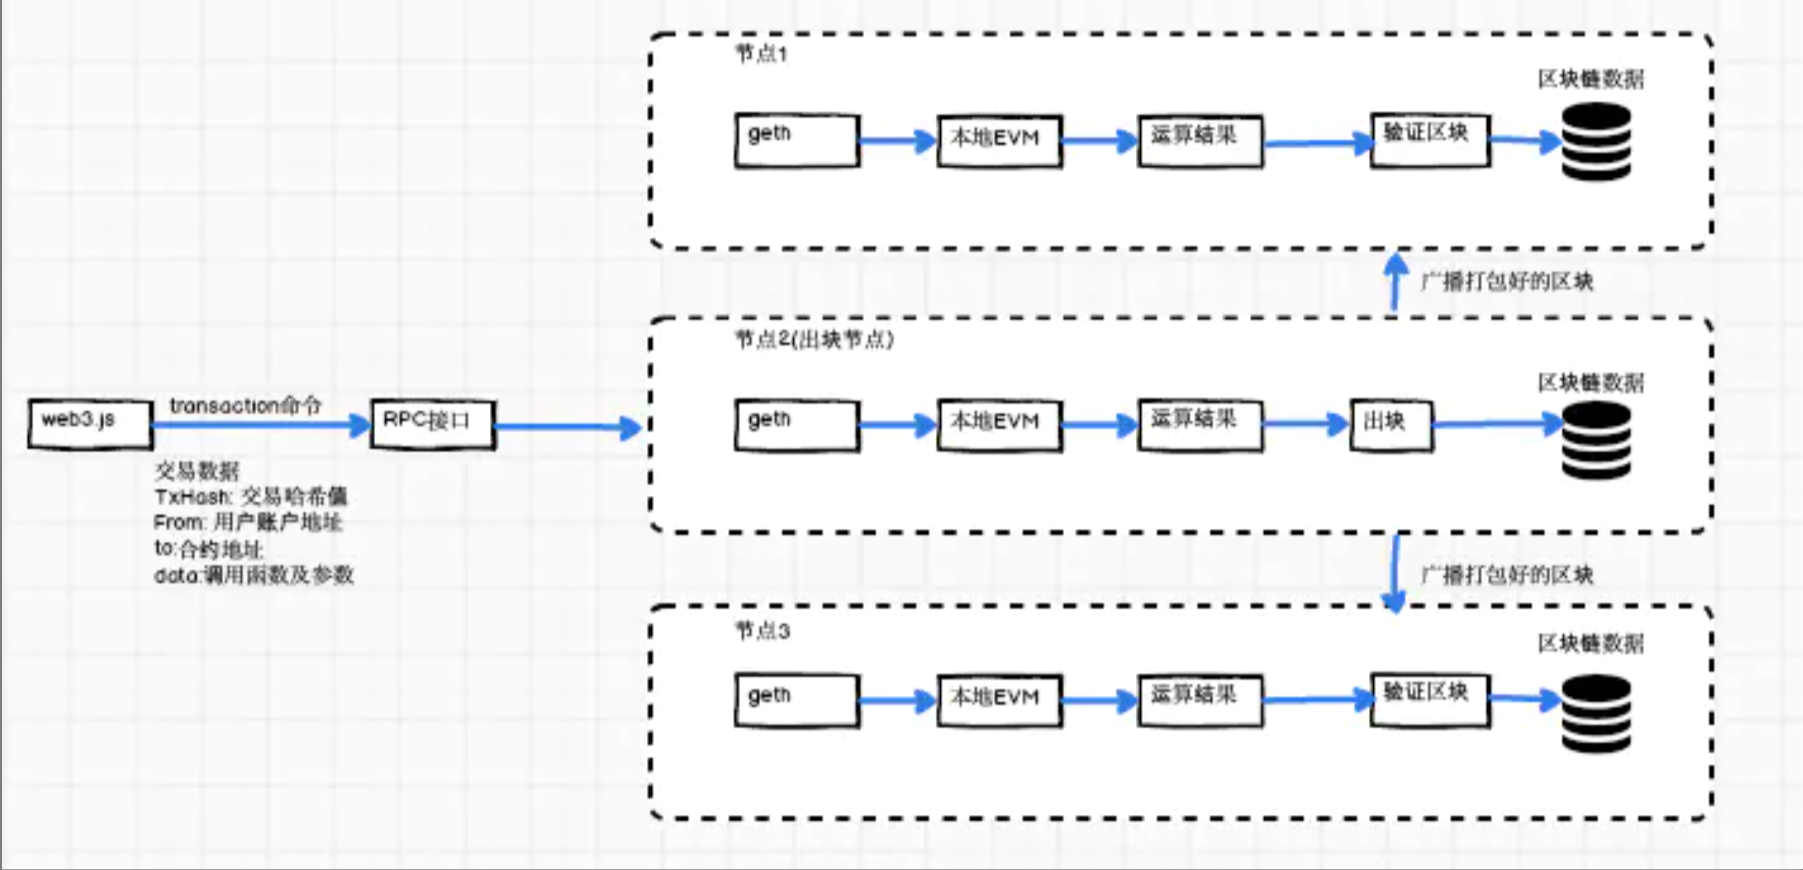 节点1
区块链数据
geth
本地EVM
运算结果
验证区块
广播打包好的区块
节点2(出块节点)
区块链数据
web3.js
transaction命令
RPC接口
geth
本地EVM
运算结果
出块
交易数据
TxHash: 交易哈希值
From: 用户账户地址
to:合约地址
data:调用函数及参数
广播打包好的区块
节点3
区块链数据
geth
本地EVM
运算结果
验证区块